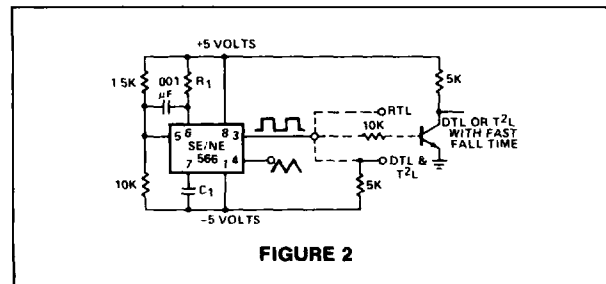 +5 VOLTS
1.5K
.001
µF
R1
5K
5 6 8 3
SE/NE
566
7 1 4
RTL
10K
DTL OR T2L
WITH FAST
FALL TIME
DTL &
T2L
10K
C1
5K
-5 VOLTS
FIGURE 2